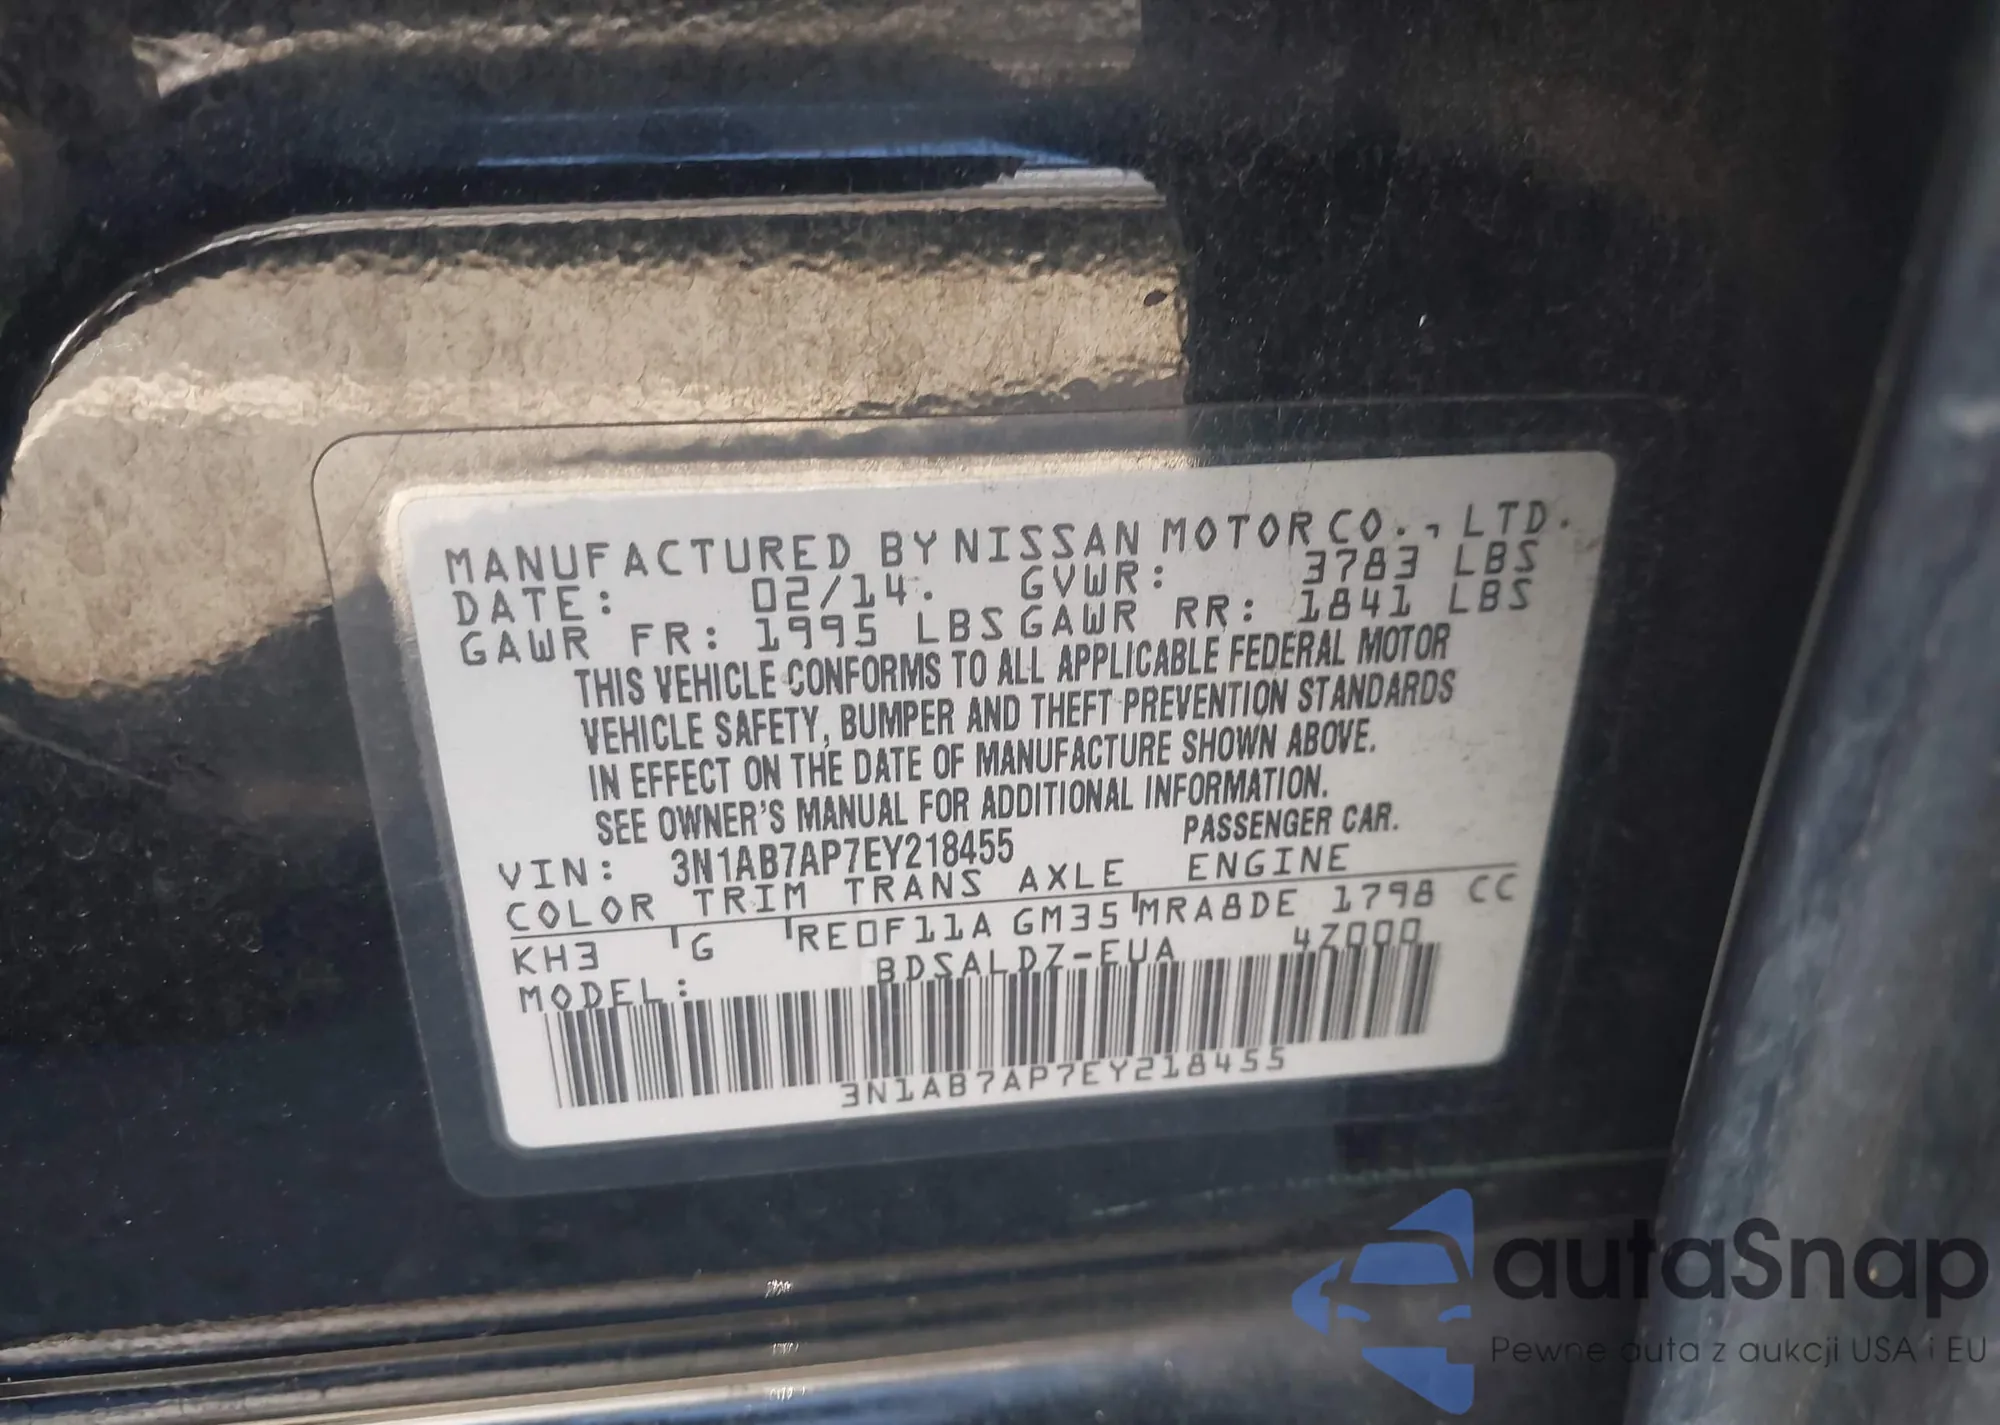 MANUFACTURED BY NISSAN MOTOR CO., LTD.
DATE: 02/14. GVWR: 3783 LBS
GAWR FR: 1995 LBS GAWR RR: 1841 LBS
THIS VEHICLE CONFORMS TO ALL APPLICABLE FEDERAL MOTOR
VEHICLE SAFETY, BUMPER AND THEFT PREVENTION STANDARDS
IN EFFECT ON THE DATE OF MANUFACTURE SHOWN ABOVE.
SEE OWNER'S MANUAL FOR ADDITIONAL INFORMATION.
VIN: 3N1AB7AP7EY218455 PASSENGER CAR.
COLOR TRIM TRANS AXLE ENGINE
KH3 G RE0F11A GM35 MRA8DE 1798 CC
MODEL: BDSALDZ-EUA 4Z000
3N1AB7AP7EY218455
autaSnap
Pewne auta z aukcji USA i EU